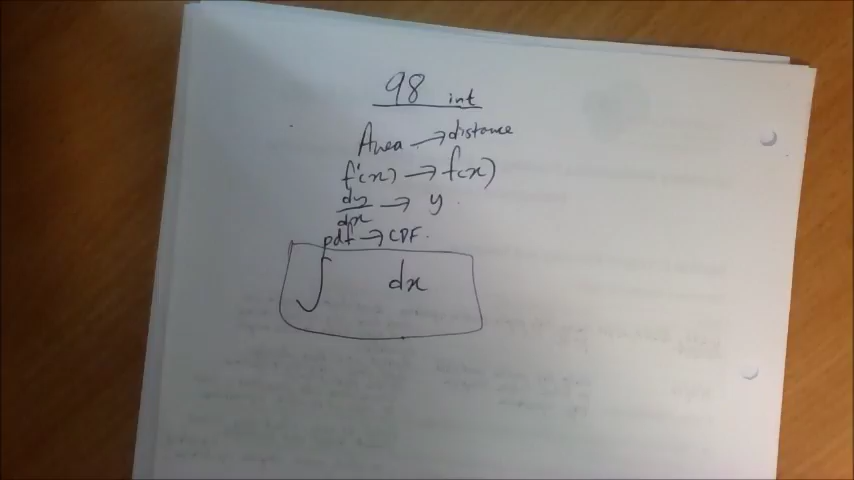 98 int
Area → distance
f'(x) → f(x)
dy/dx → y
pdf → CDF.
∫ dx